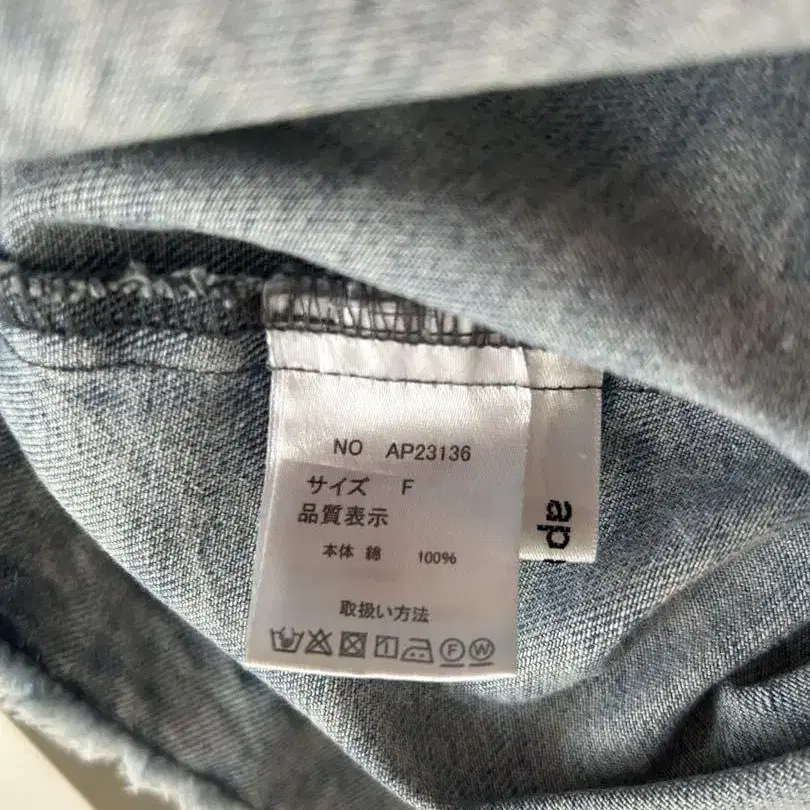 NO AP23136
サイズ F
品質表示
本体 綿 100%
取扱い方法
F W